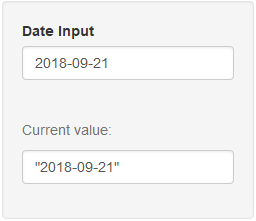 Date Input
2018-09-21
Current value:
"2018-09-21"